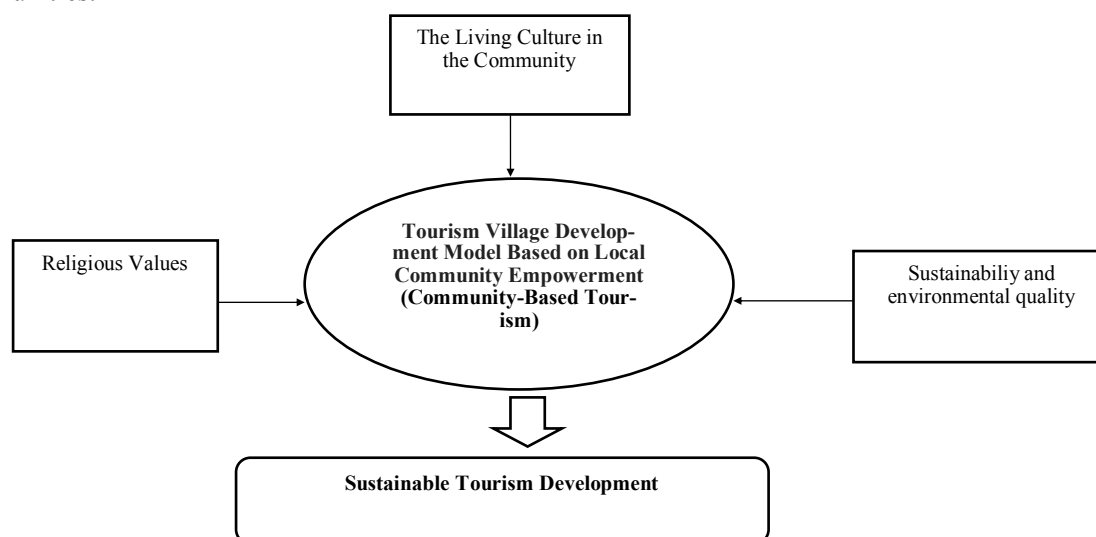 The Living Culture in
the Community
Tourism Village Develop-
ment Model Based on Local
Community Empowerment
(Community-Based Tour-
ism)
Religious Values
Sustainabiliy and
environmental quality
Sustainable Tourism Development